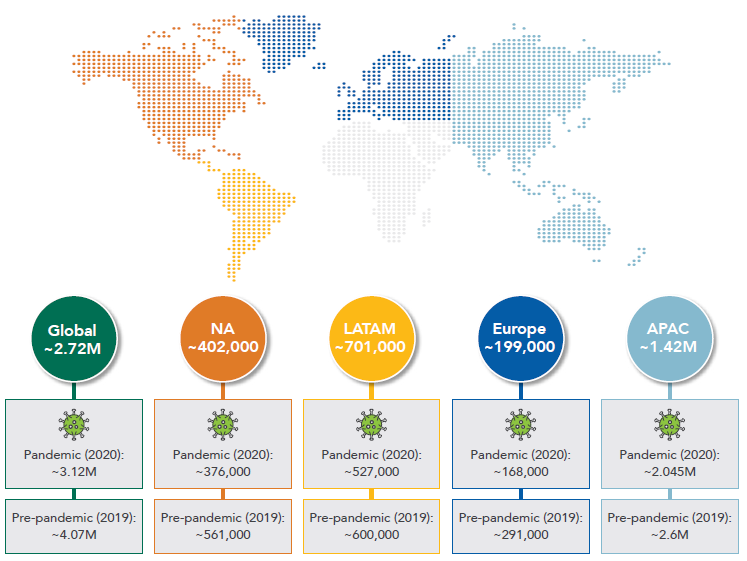 Global
~2.72M
NA
~402,000
LATAM
~701,000
Europe
~199,000
APAC
~1.42M
Pandemic (2020):
~3.12M
Pandemic (2020):
~376,000
Pandemic (2020):
~527,000
Pandemic (2020):
~168,000
Pandemic (2020):
~2.045M
Pre-pandemic (2019):
~4.07M
Pre-pandemic (2019):
~561,000
Pre-pandemic (2019):
~600,000
Pre-pandemic (2019):
~291,000
Pre-pandemic (2019):
~2.6M